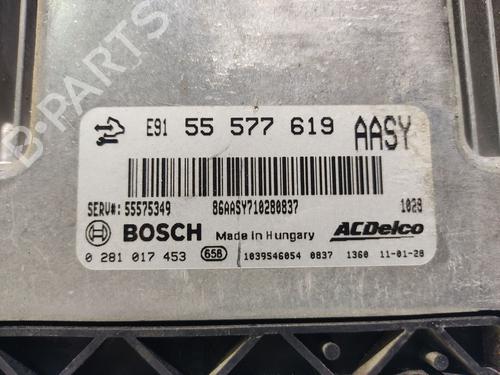 B-PARTS
E91 55 577 619 AASY
SERV#: 55575349 86AASY710280837 1028
BOSCH Made in Hungary ACDelco
0 281 017 453 658 1039S46054 0837 1360 11-01-28